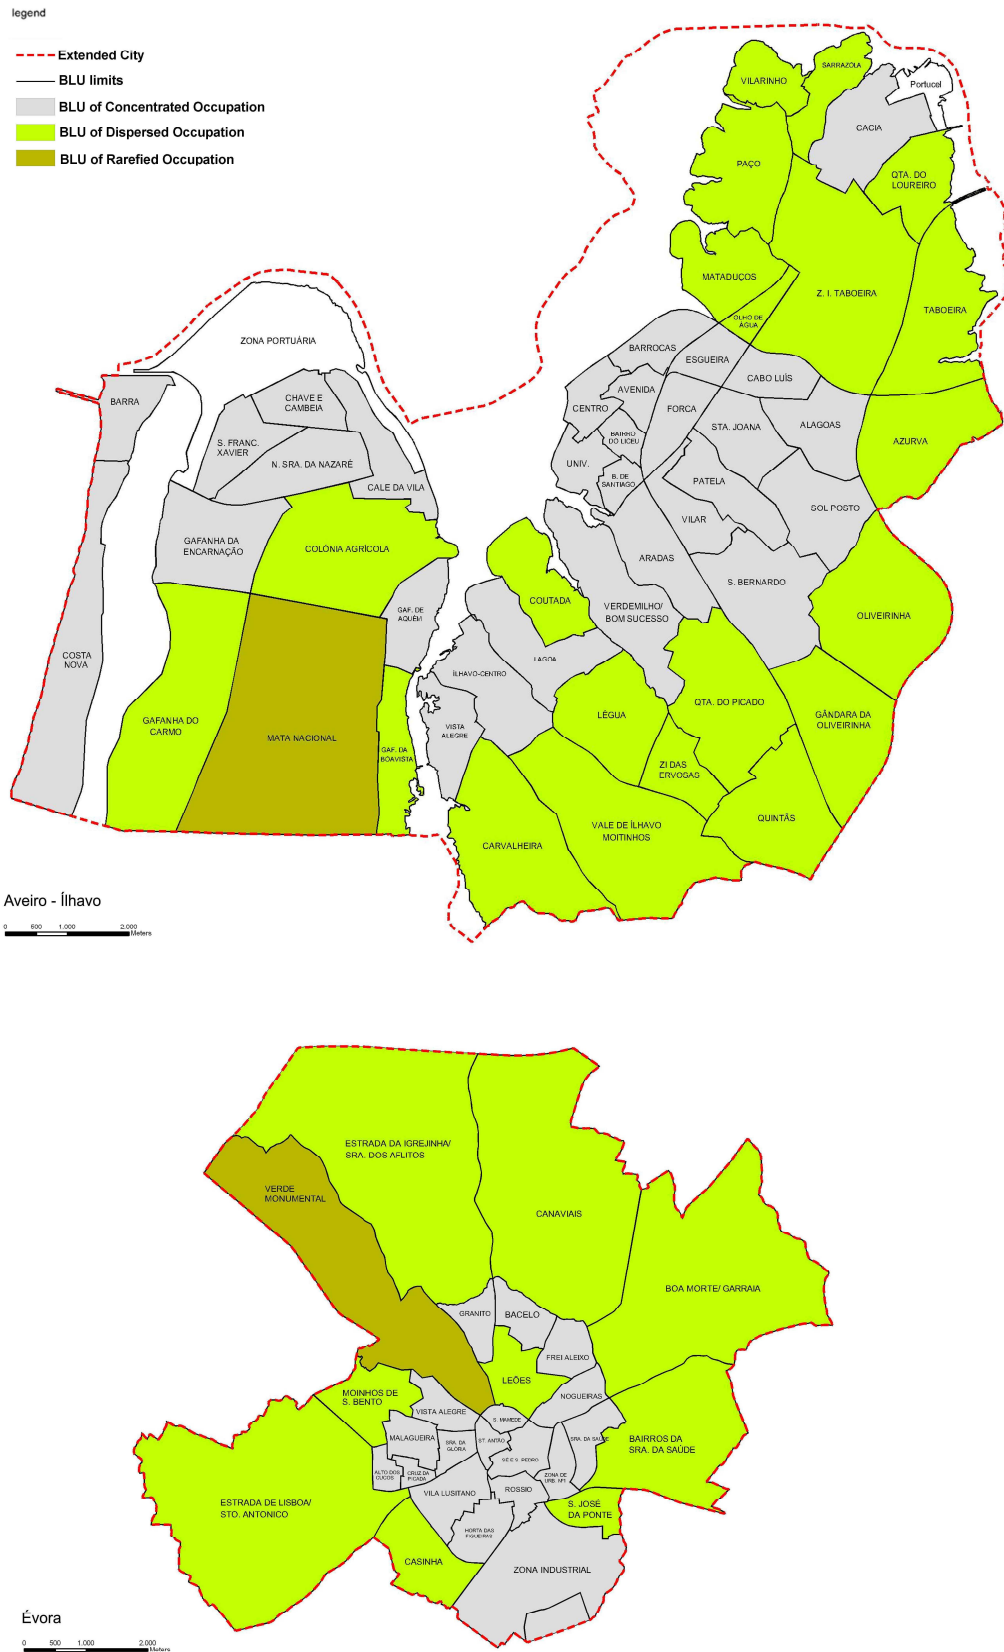 legend
Extended City
BLU limits
BLU of Concentrated Occupation
BLU of Dispersed Occupation
BLU of Rarefied Occupation
SARRAZOLA
VILARINHO
Portucel
CACIA
PAÇO
QTA. DO
LOUREIRO
MATADUÇOS
Z. I. TABOEIRA
TABOEIRA
OLHO DE
ÁGUA
ZONA PORTUÁRIA
BARROCAS
ESGUEIRA
CABO LUÍS
AVENIDA
CHAVE E
CAMBEIA
BARRA
CENTRO
FORCA
STA. JOANA
ALAGOAS
AZURVA
BAIRRO
DO LICEU
S. FRANC.
XAVIER
N. SRA. DA NAZARÉ
UNIV.
B. DE
SANTIAGO
PATELA
CALE DA VILA
SOL POSTO
VILAR
GAFANHA DA
ENCARNAÇÃO
COLÓNIA AGRÍCOLA
ARADAS
S. BERNARDO
COUTADA
VERDEMILHO/
BOM SUCESSO
OLIVEIRINHA
GAF. DE
AQUÉM
COSTA
NOVA
LAGOA
ÍLHAVO-CENTRO
QTA. DO PICADO
GÂNDARA DA
OLIVEIRINHA
LÉGUA
GAFANHA DO
CARMO
MATA NACIONAL
VISTA
ALEGRE
GAF. DA
BOAVISTA
ZI DAS
ERVOSAS
QUINTÃS
VALE DE ÍLHAVO
MOITINHOS
CARVALHEIRA
Aveiro - Ílhavo
0 500 1.000 2.000
Meters
ESTRADA DA IGREJINHA/
SRA. DOS AFLITOS
VERDE
MONUMENTAL
CANAVIAIS
BOA MORTE/ GARRAIA
GRANITO
BACELO
FREI ALEIXO
LEÕES
MOINHOS DE
S. BENTO
NOGUEIRAS
VISTA ALEGRE
S. MAMEDE
MALAGUEIRA
SRA. DA
GLORIA
ST. ANTÃO
SRA. DA SAÚDE
BAIRROS DA
SRA. DA SAÚDE
SÉ E S. PEDRO
ALTO DOS
CUCOS
CRUZ DA
PICADA
ZONA DE
URB. Nº1
VILA LUSITANO
ROSSIO
ESTRADA DE LISBOA/
STO. ANTONICO
S. JOSÉ
DA PONTE
HORTA DAS
FIGUEIRAS
CASINHA
ZONA INDUSTRIAL
Évora
0 500 1.000 2.000
Meters